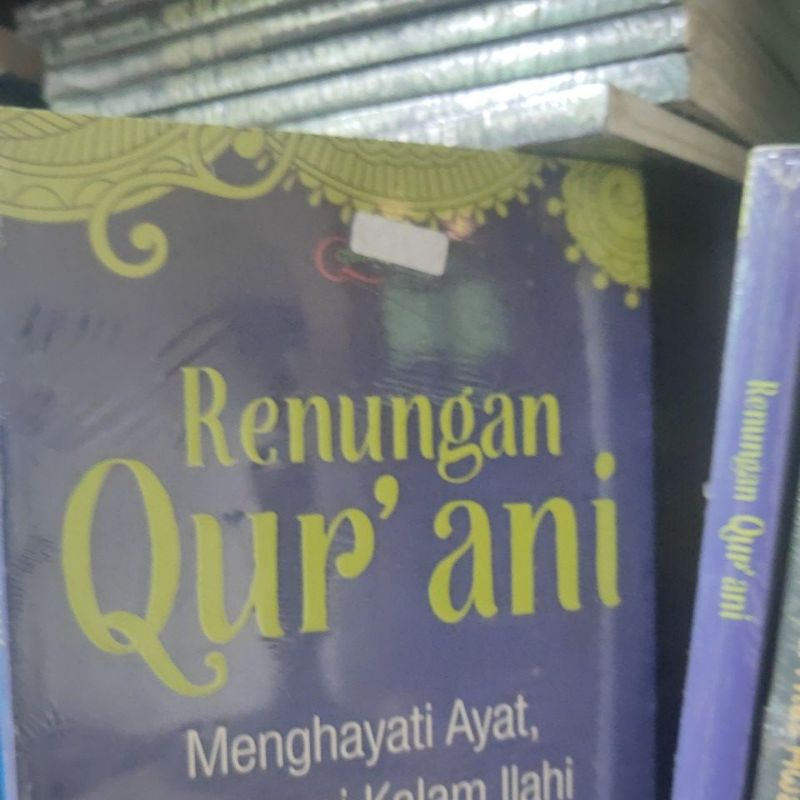 Renungan
Qur'ani
Menghayati Ayat,
Kalam Ilahi
Renungan Qur'ani